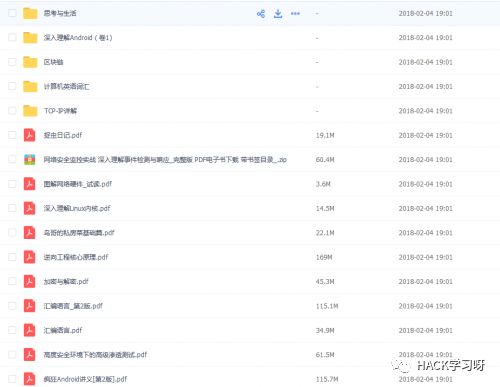 思考与生活 - 2018-02-04 19:01
深入理解Android（卷1） - 2018-02-04 19:01
区块链 - 2018-02-04 19:01
计算机英语词汇 - 2018-02-04 19:01
TCP-IP详解 - 2018-02-04 19:01
捉虫日记.pdf 19.1M 2018-02-04 19:01
网络安全监控实战 深入理解事件检测与响应_完整版 PDF电子书下载 带书签目录_.zip 60.4M 2018-02-04 19:01
图解网络硬件_试读.pdf 3.6M 2018-02-04 19:01
深入理解Linux内核.pdf 14.5M 2018-02-04 19:01
鸟哥的私房菜基础篇.pdf 22.1M 2018-02-04 19:01
逆向工程核心原理.pdf 169M 2018-02-04 19:01
加密与解密.pdf 45.3M 2018-02-04 19:01
汇编语言_第2版.pdf 115.1M 2018-02-04 19:01
汇编语言.pdf 34.9M 2018-02-04 19:01
高度安全环境下的高级渗透测试.pdf 61.5M 2018-02-04 19:01
疯狂Android讲义[第2版].pdf 115.7M 2018-02-04 19:01
HACK学习呀